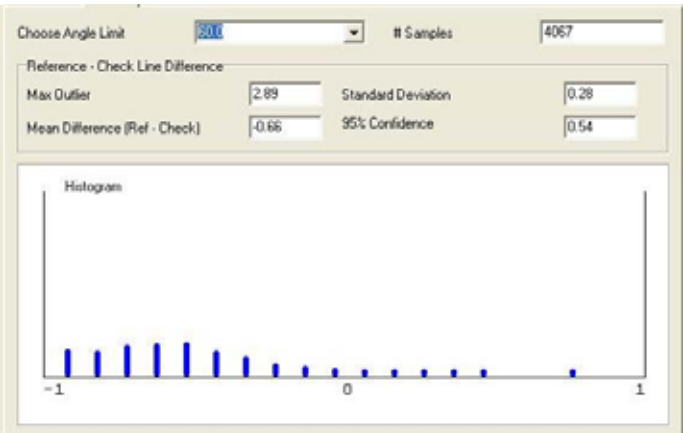 Choose Angle Limit 60.0 # Samples 4067
Reference - Check Line Difference
Max Outlier 2.89 Standard Deviation 0.28
Mean Difference (Ref - Check) -0.66 95% Confidence 0.54
Histogram
-1 0 1